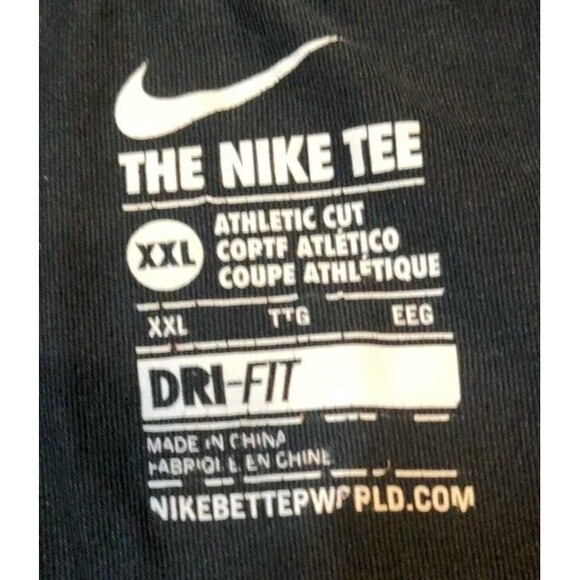 THE NIKE TEE
XXL
ATHLETIC CUT
CORTE ATLÉTICO
COUPE ATHLÉTIQUE
XXL TTG EEG
DRI-FIT
MADE IN CHINA
FABRIQUÉ EN CHINE
NIKEBETTERWORLD.COM